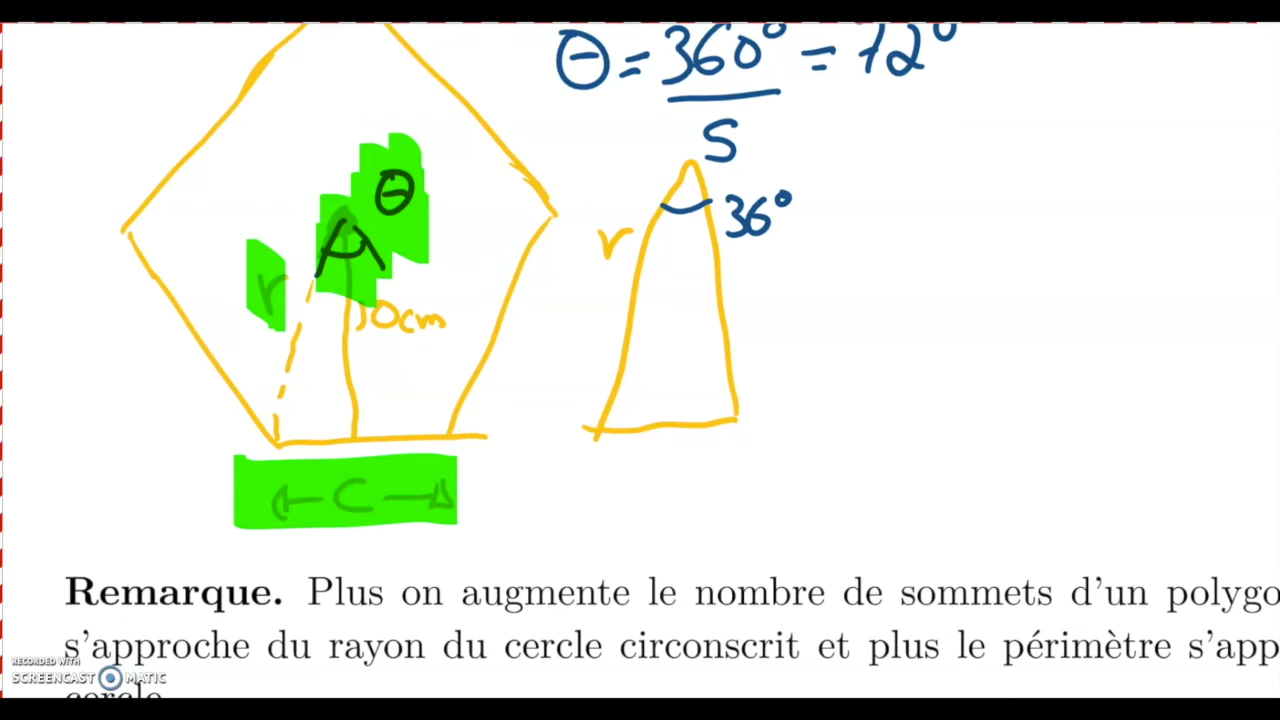 θ = 360° = 72°
5
θ
36°
r
r
10cm
C
Remarque. Plus on augmente le nombre de sommets d'un polygo
s'approche du rayon du cercle circonscrit et plus le périmètre s'app
cercle
RECORDED WITH
SCREENCAST MATIC